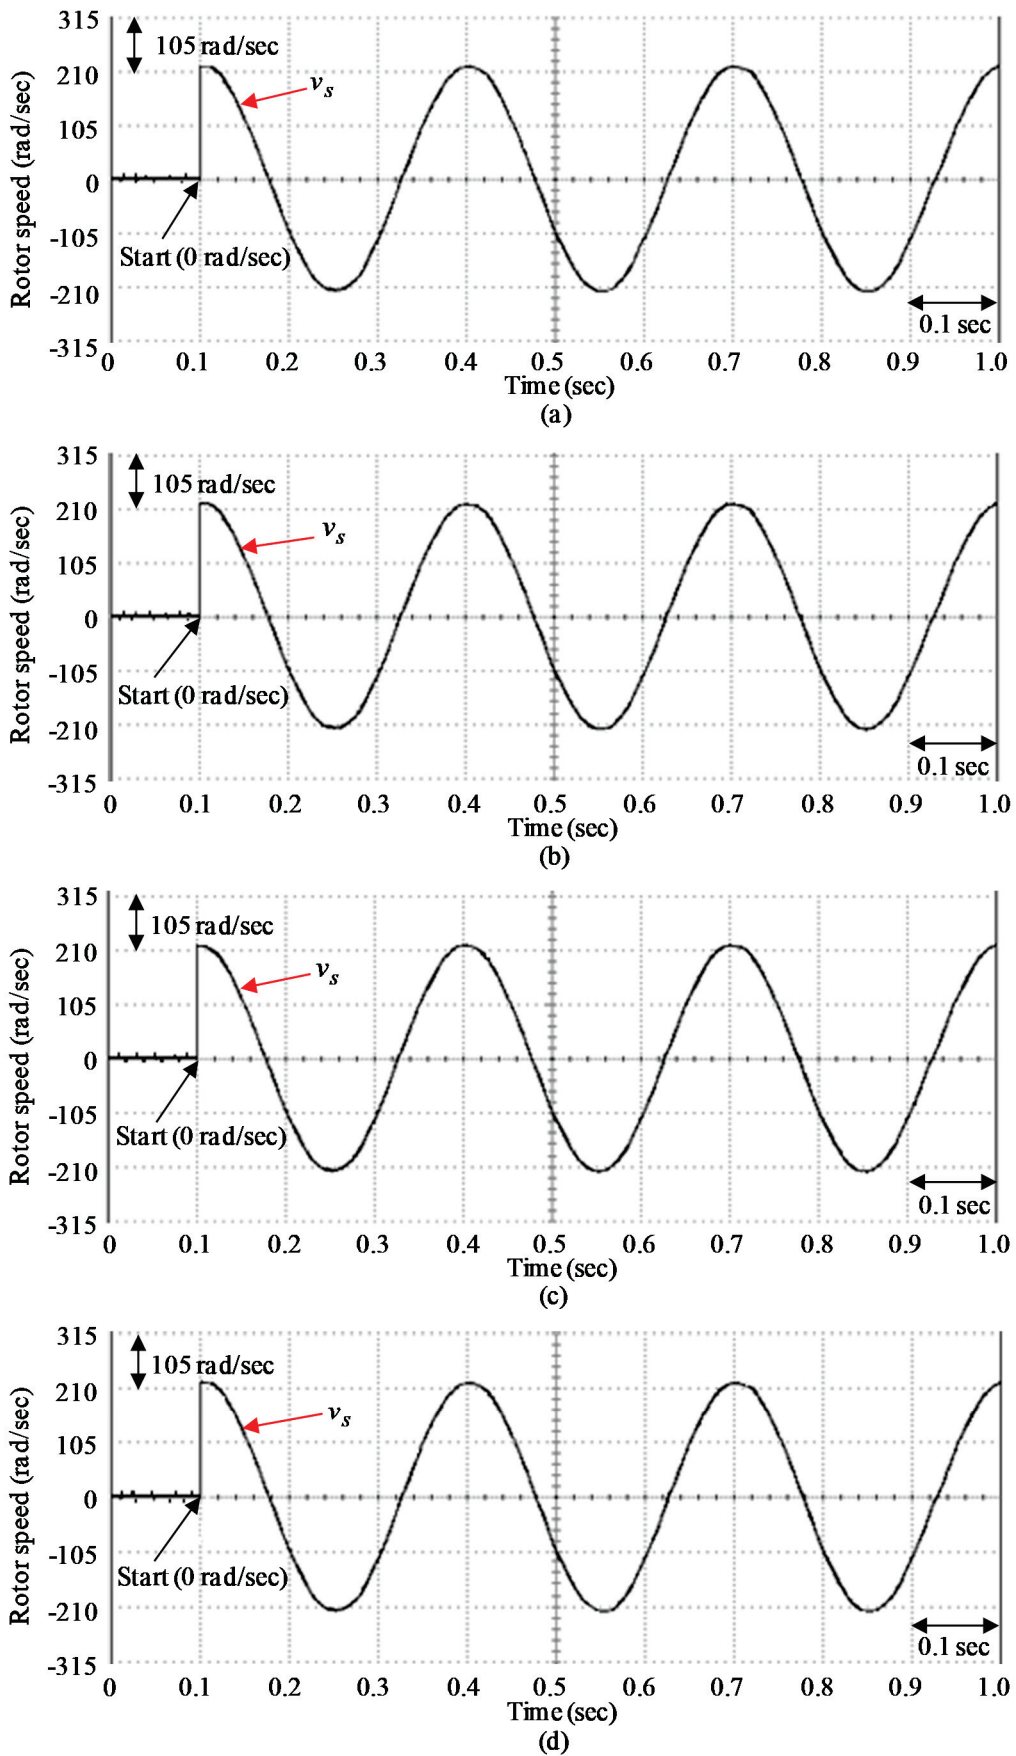 315
105 rad/sec
210
v_s
105
0
Start (0 rad/sec)
-105
-210
-315
Rotor speed (rad/sec)
0.1 sec
0 0.1 0.2 0.3 0.4 0.5 0.6 0.7 0.8 0.9 1.0
Time (sec)
(a)
315
105 rad/sec
210
v_s
105
0
Start (0 rad/sec)
-105
-210
-315
Rotor speed (rad/sec)
0.1 sec
0 0.1 0.2 0.3 0.4 0.5 0.6 0.7 0.8 0.9 1.0
Time (sec)
(b)
315
105 rad/sec
210
v_s
105
0
Start (0 rad/sec)
-105
-210
-315
Rotor speed (rad/sec)
0.1 sec
0 0.1 0.2 0.3 0.4 0.5 0.6 0.7 0.8 0.9 1.0
Time (sec)
(c)
315
105 rad/sec
210
v_s
105
0
Start (0 rad/sec)
-105
-210
-315
Rotor speed (rad/sec)
0.1 sec
0 0.1 0.2 0.3 0.4 0.5 0.6 0.7 0.8 0.9 1.0
Time (sec)
(d)